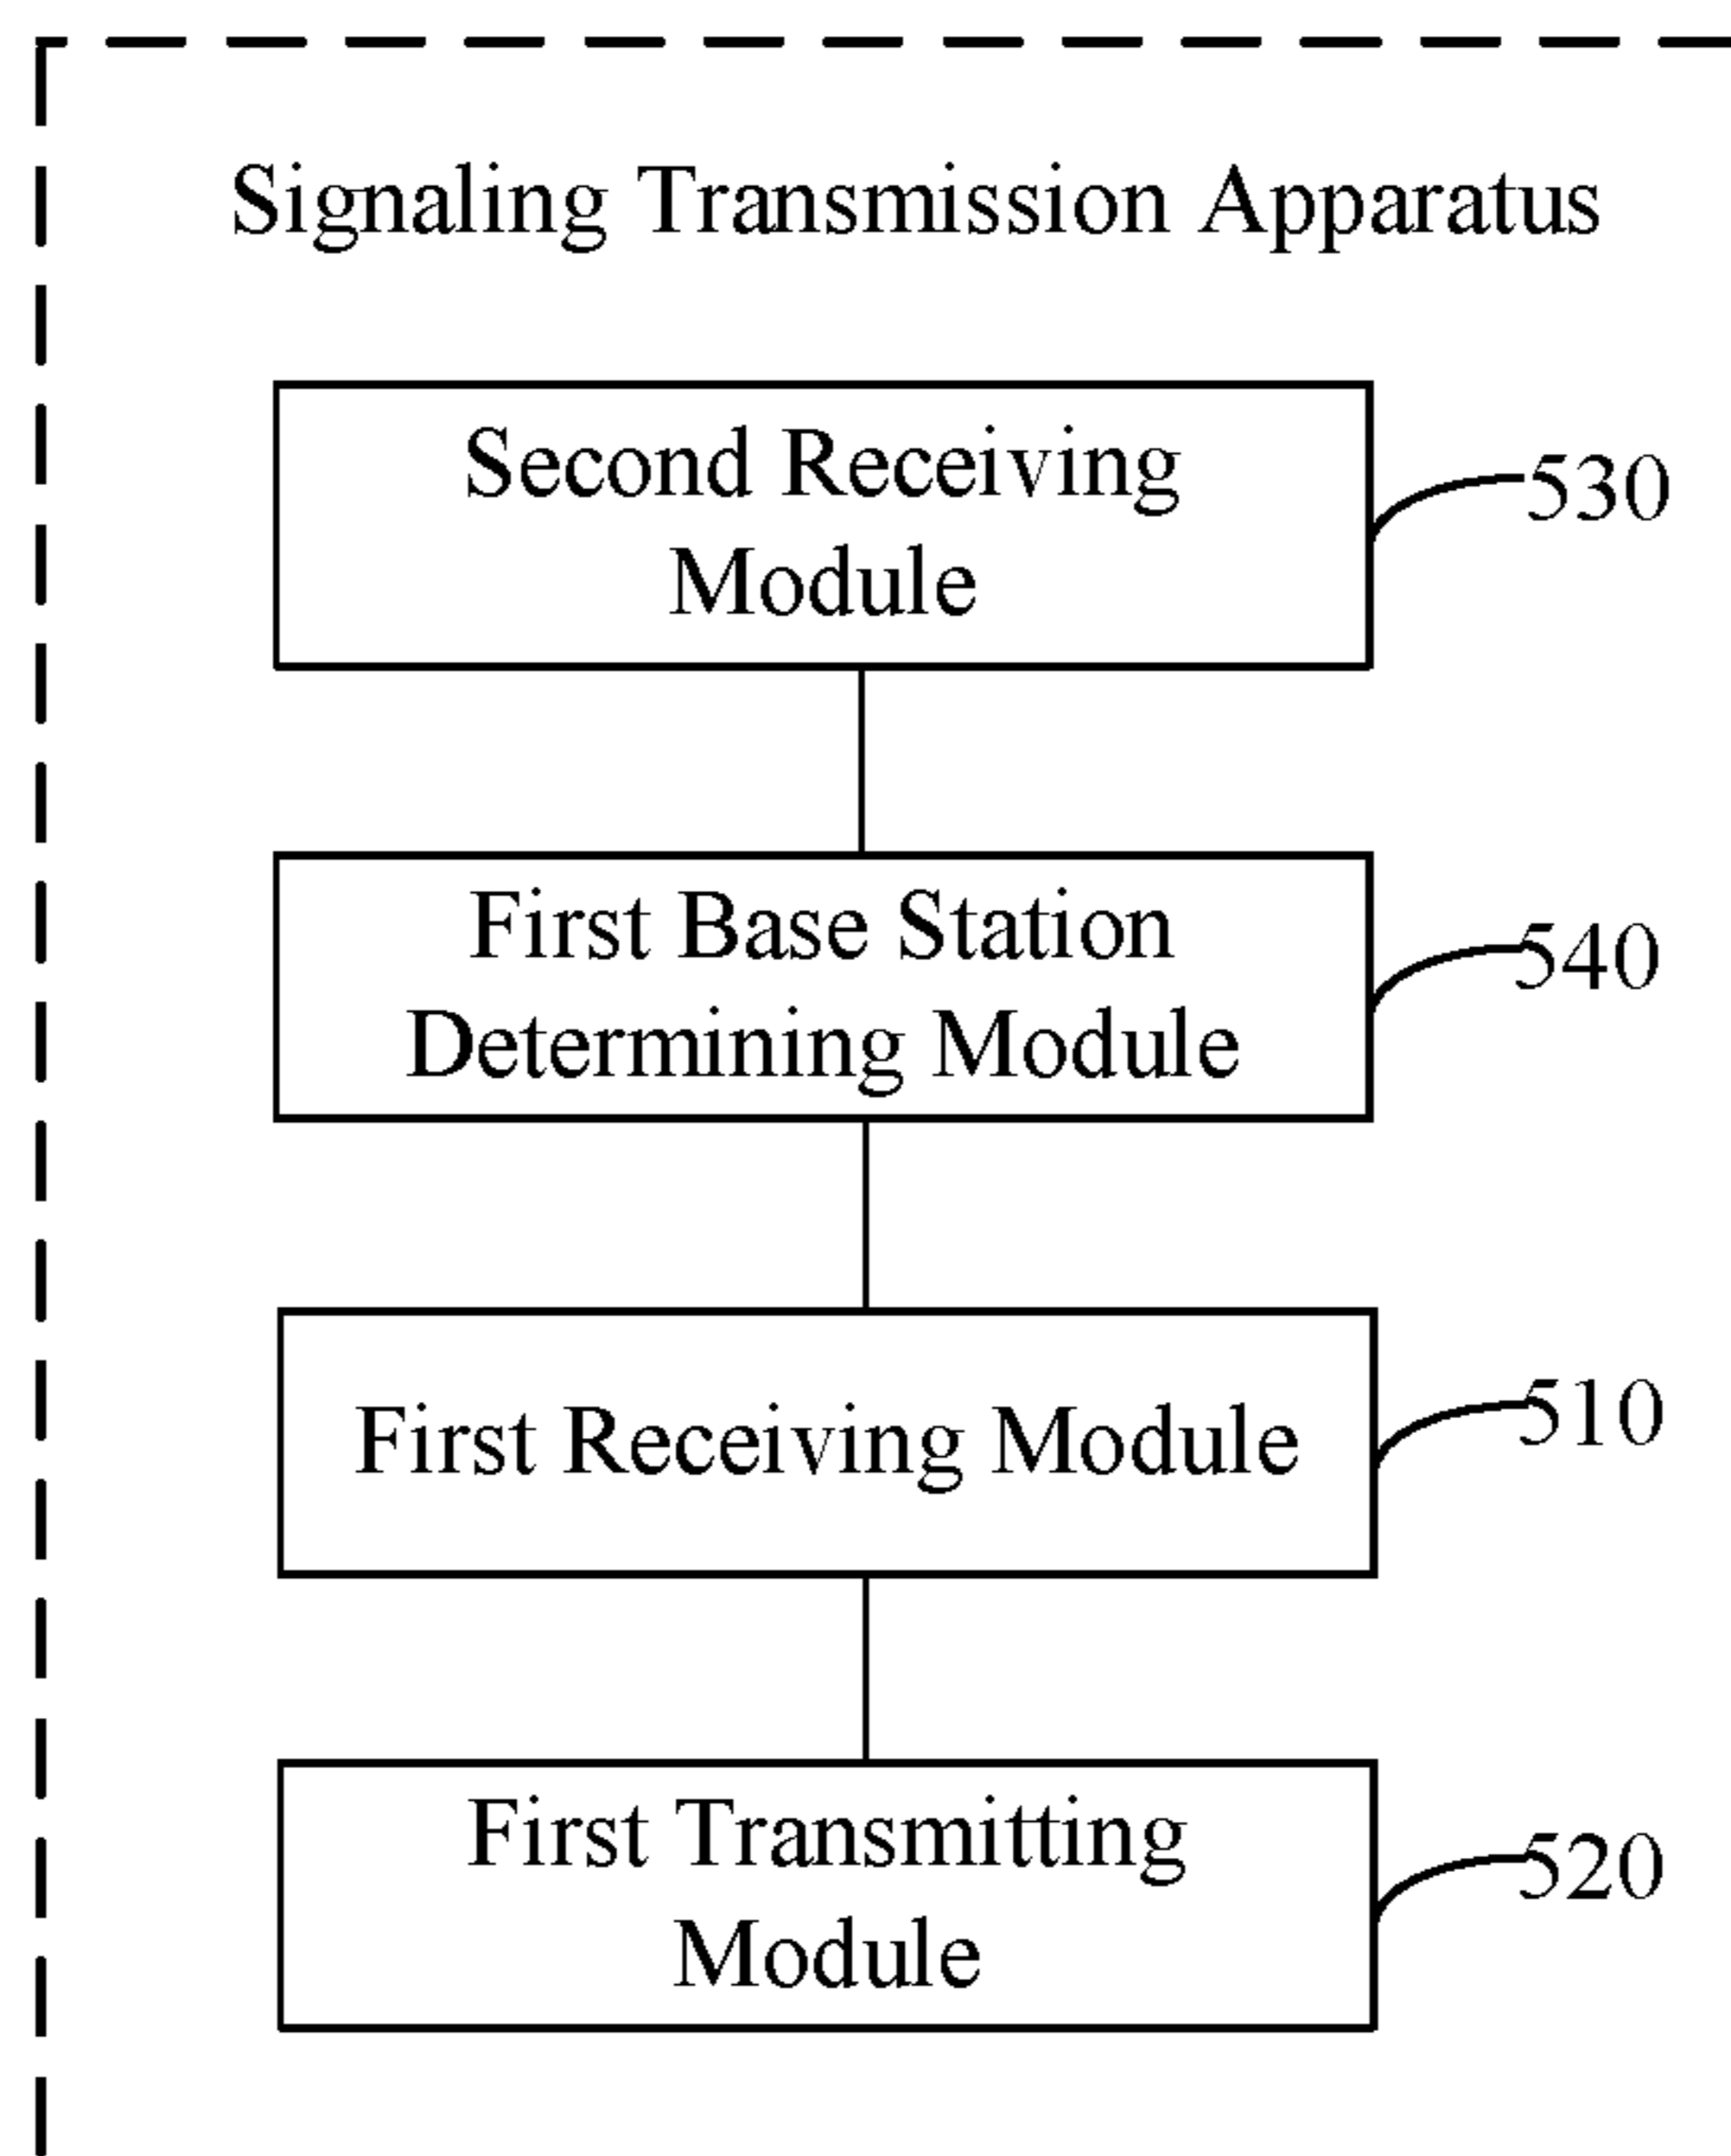 Signaling Transmission Apparatus
Second Receiving
Module
530
First Base Station
Determining Module
540
First Receiving Module
510
First Transmitting
Module
520